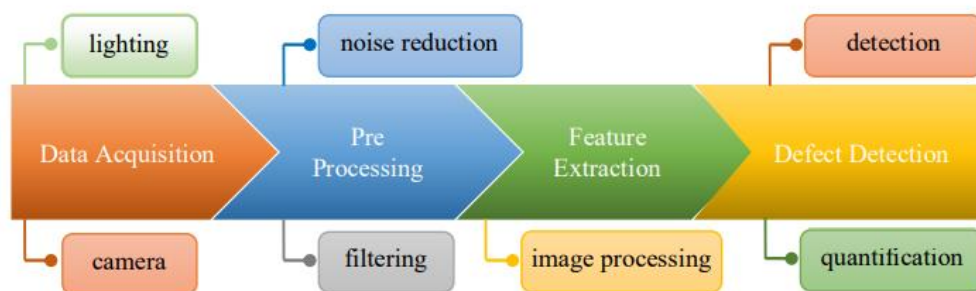 lighting
noise reduction
detection
Data Acquisition
Pre
Processing
Feature
Extraction
Defect Detection
camera
filtering
image processing
quantification